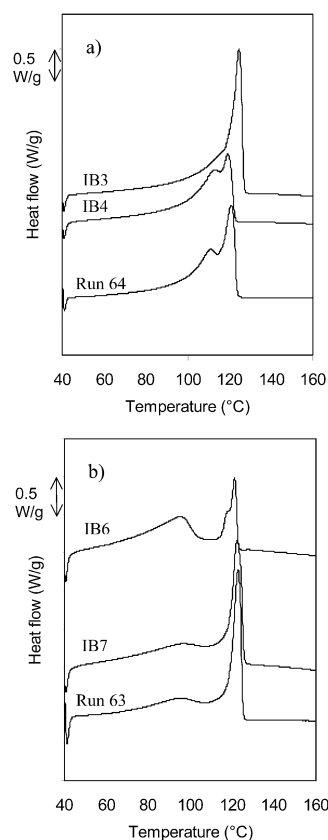 0.5
W/g
a)
IB3
IB4
Run 64
Heat flow (W/g)
40 60 80 100 120 140 160
Temperature (°C)
0.5
W/g
b)
IB6
IB7
Run 63
Heat flow (W/g)
40 60 80 100 120 140 160
Temperature (°C)